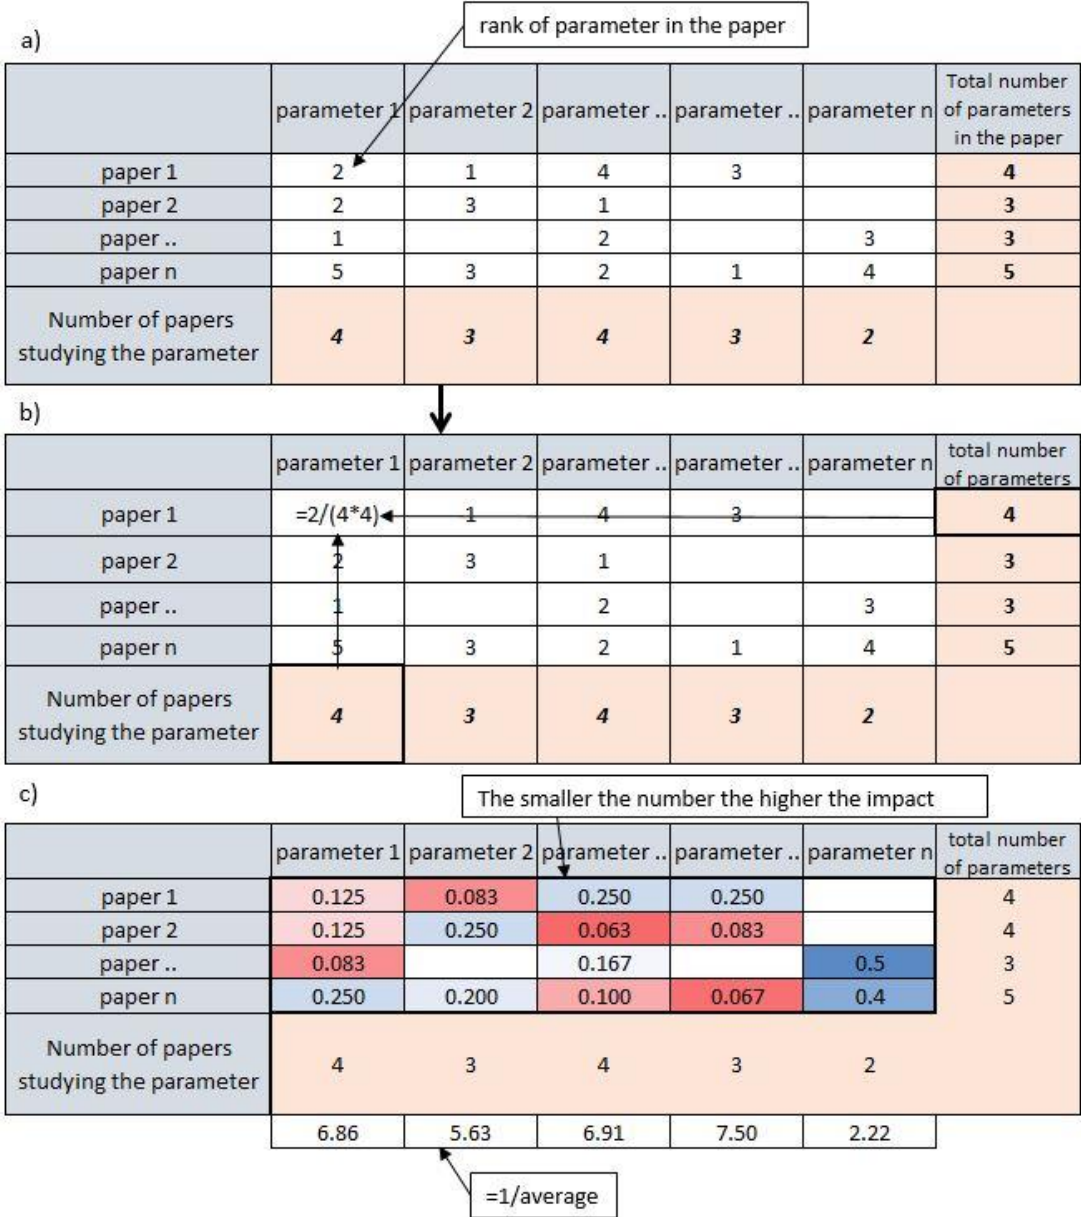 rank of parameter in the paper
a)
parameter 1 parameter 2 parameter .. parameter .. parameter n Total number of parameters in the paper
paper 1 2 1 4 3 4
paper 2 2 3 1 3
paper .. 1 2 3 3
paper n 5 3 2 1 4 5
Number of papers studying the parameter 4 3 4 3 2
b)
parameter 1 parameter 2 parameter .. parameter .. parameter n total number of parameters
paper 1 =2/(4*4) 1 4 3 4
paper 2 2 3 1 3
paper .. 1 2 3 3
paper n 5 3 2 1 4 5
Number of papers studying the parameter 4 3 4 3 2
c)
The smaller the number the higher the impact
parameter 1 parameter 2 parameter .. parameter .. parameter n total number of parameters
paper 1 0.125 0.083 0.250 0.250 4
paper 2 0.125 0.250 0.063 0.083 4
paper .. 0.083 0.167 0.5 3
paper n 0.250 0.200 0.100 0.067 0.4 5
Number of papers studying the parameter 4 3 4 3 2
6.86 5.63 6.91 7.50 2.22
=1/average